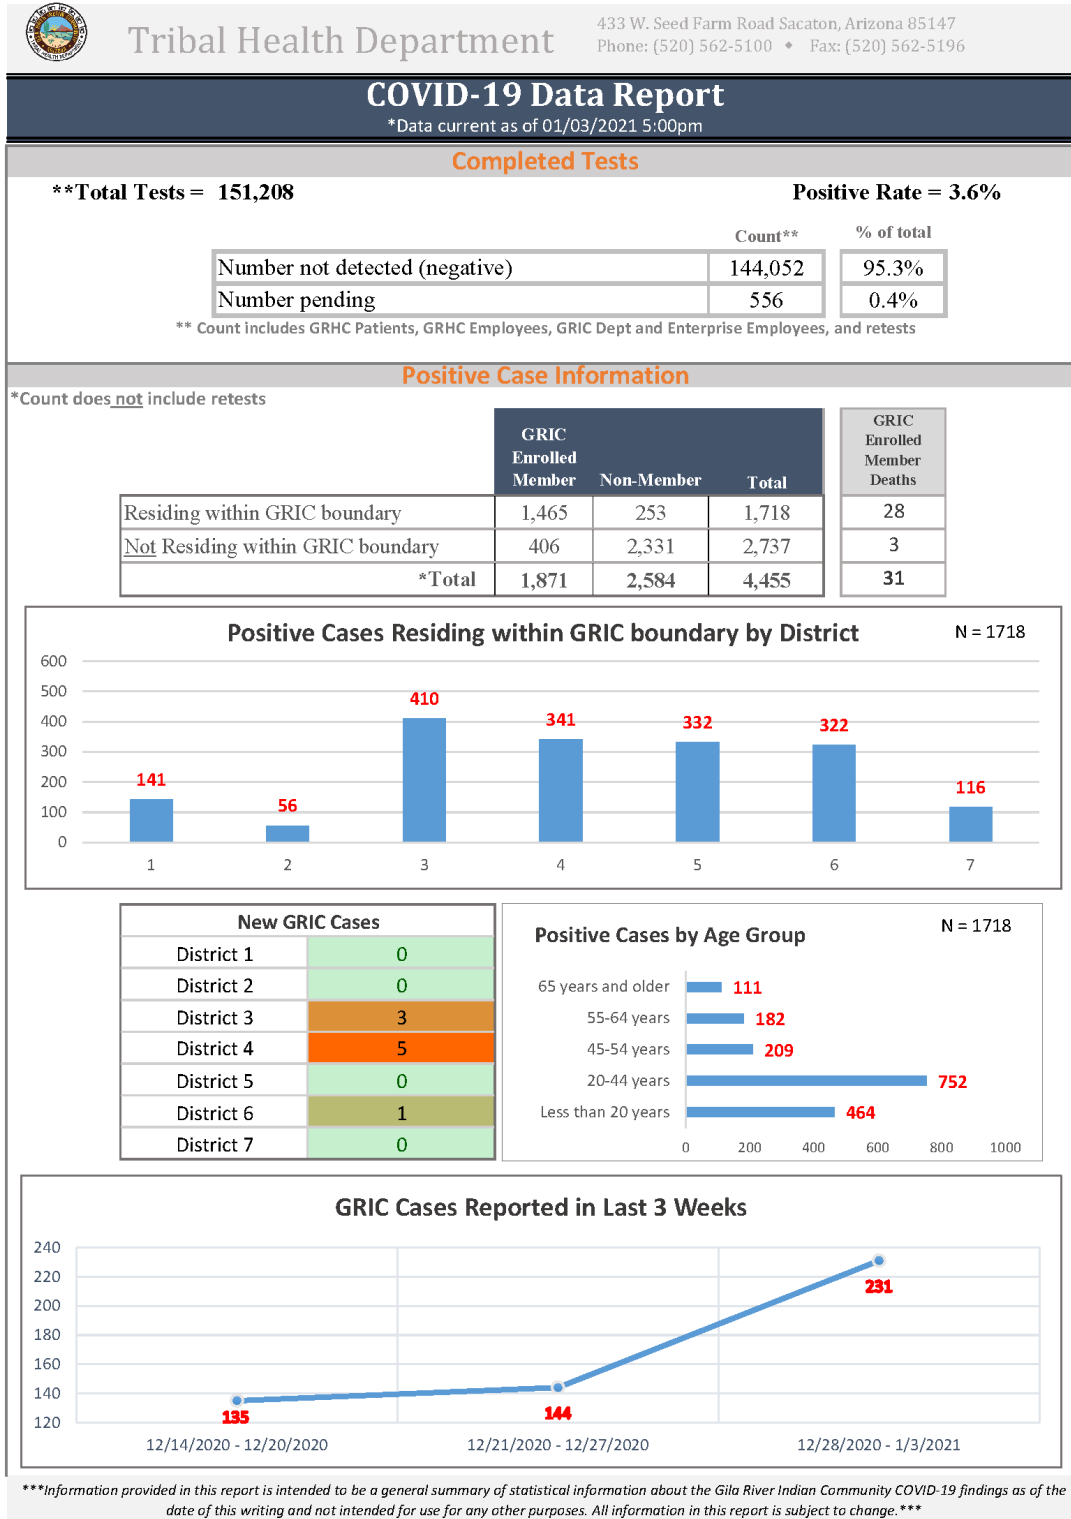 Tribal Health Department
433 W. Seed Farm Road Sacaton, Arizona 85147
Phone: (520) 562-5100 ◆ Fax: (520) 562-5196
COVID-19 Data Report
*Data current as of 01/03/2021 5:00pm
Completed Tests
**Total Tests = 151,208 Positive Rate = 3.6%
Count** % of total
Number not detected (negative) 144,052 95.3%
Number pending 556 0.4%
** Count includes GRHC Patients, GRHC Employees, GRIC Dept and Enterprise Employees, and retests
Positive Case Information
*Count does not include retests
GRIC Enrolled Member Non-Member Total GRIC Enrolled Member Deaths
Residing within GRIC boundary 1,465 253 1,718 28
Not Residing within GRIC boundary 406 2,331 2,737 3
*Total 1,871 2,584 4,455 31
Positive Cases Residing within GRIC boundary by District N = 1718
600
500
400
300
200
100
0
141 56 410 341 332 322 116
1 2 3 4 5 6 7
New GRIC Cases
District 1 0
District 2 0
District 3 3
District 4 5
District 5 0
District 6 1
District 7 0
Positive Cases by Age Group N = 1718
65 years and older 111
55-64 years 182
45-54 years 209
20-44 years 752
Less than 20 years 464
0 200 400 600 800 1000
GRIC Cases Reported in Last 3 Weeks
240
220
200
180
160
140
120
135 144 231
12/14/2020 - 12/20/2020 12/21/2020 - 12/27/2020 12/28/2020 - 1/3/2021
***Information provided in this report is intended to be a general summary of statistical information about the Gila River Indian Community COVID-19 findings as of the
date of this writing and not intended for use for any other purposes. All information in this report is subject to change.***